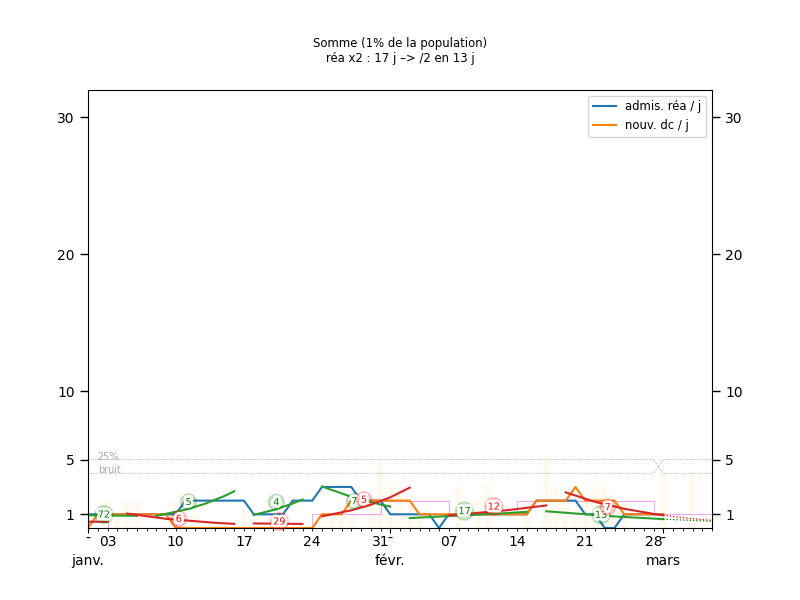 Somme (1% de la population)
réa x2 : 17 j –> /2 en 13 j
admis. réa / j
nouv. dc / j
30 30
20 20
10 10
5 5
1 1
25%
bruit
72 6 5 4 29 7 5 17 12 13 7
- 03 10 17 24 31 07 14 21 28
janv. févr. mars